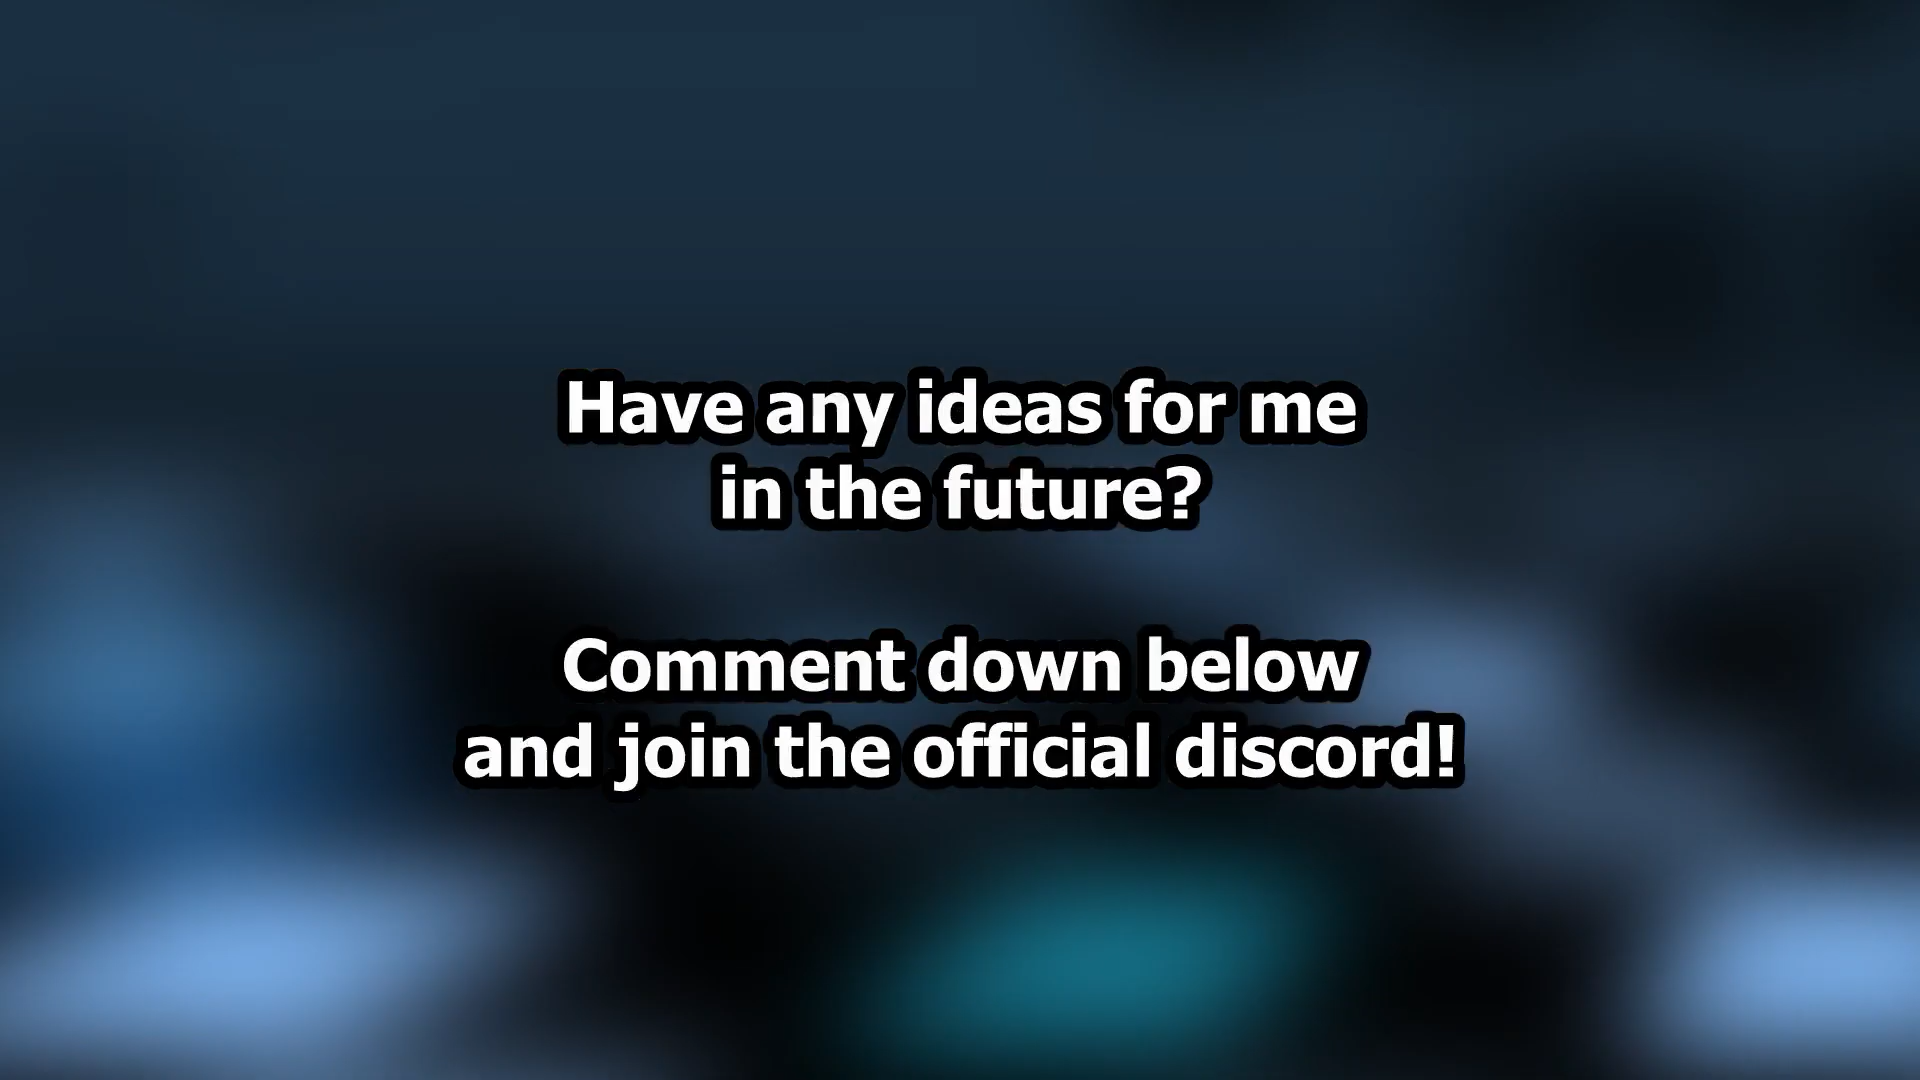 Have any ideas for me
in the future?
Comment down below
and join the official discord!